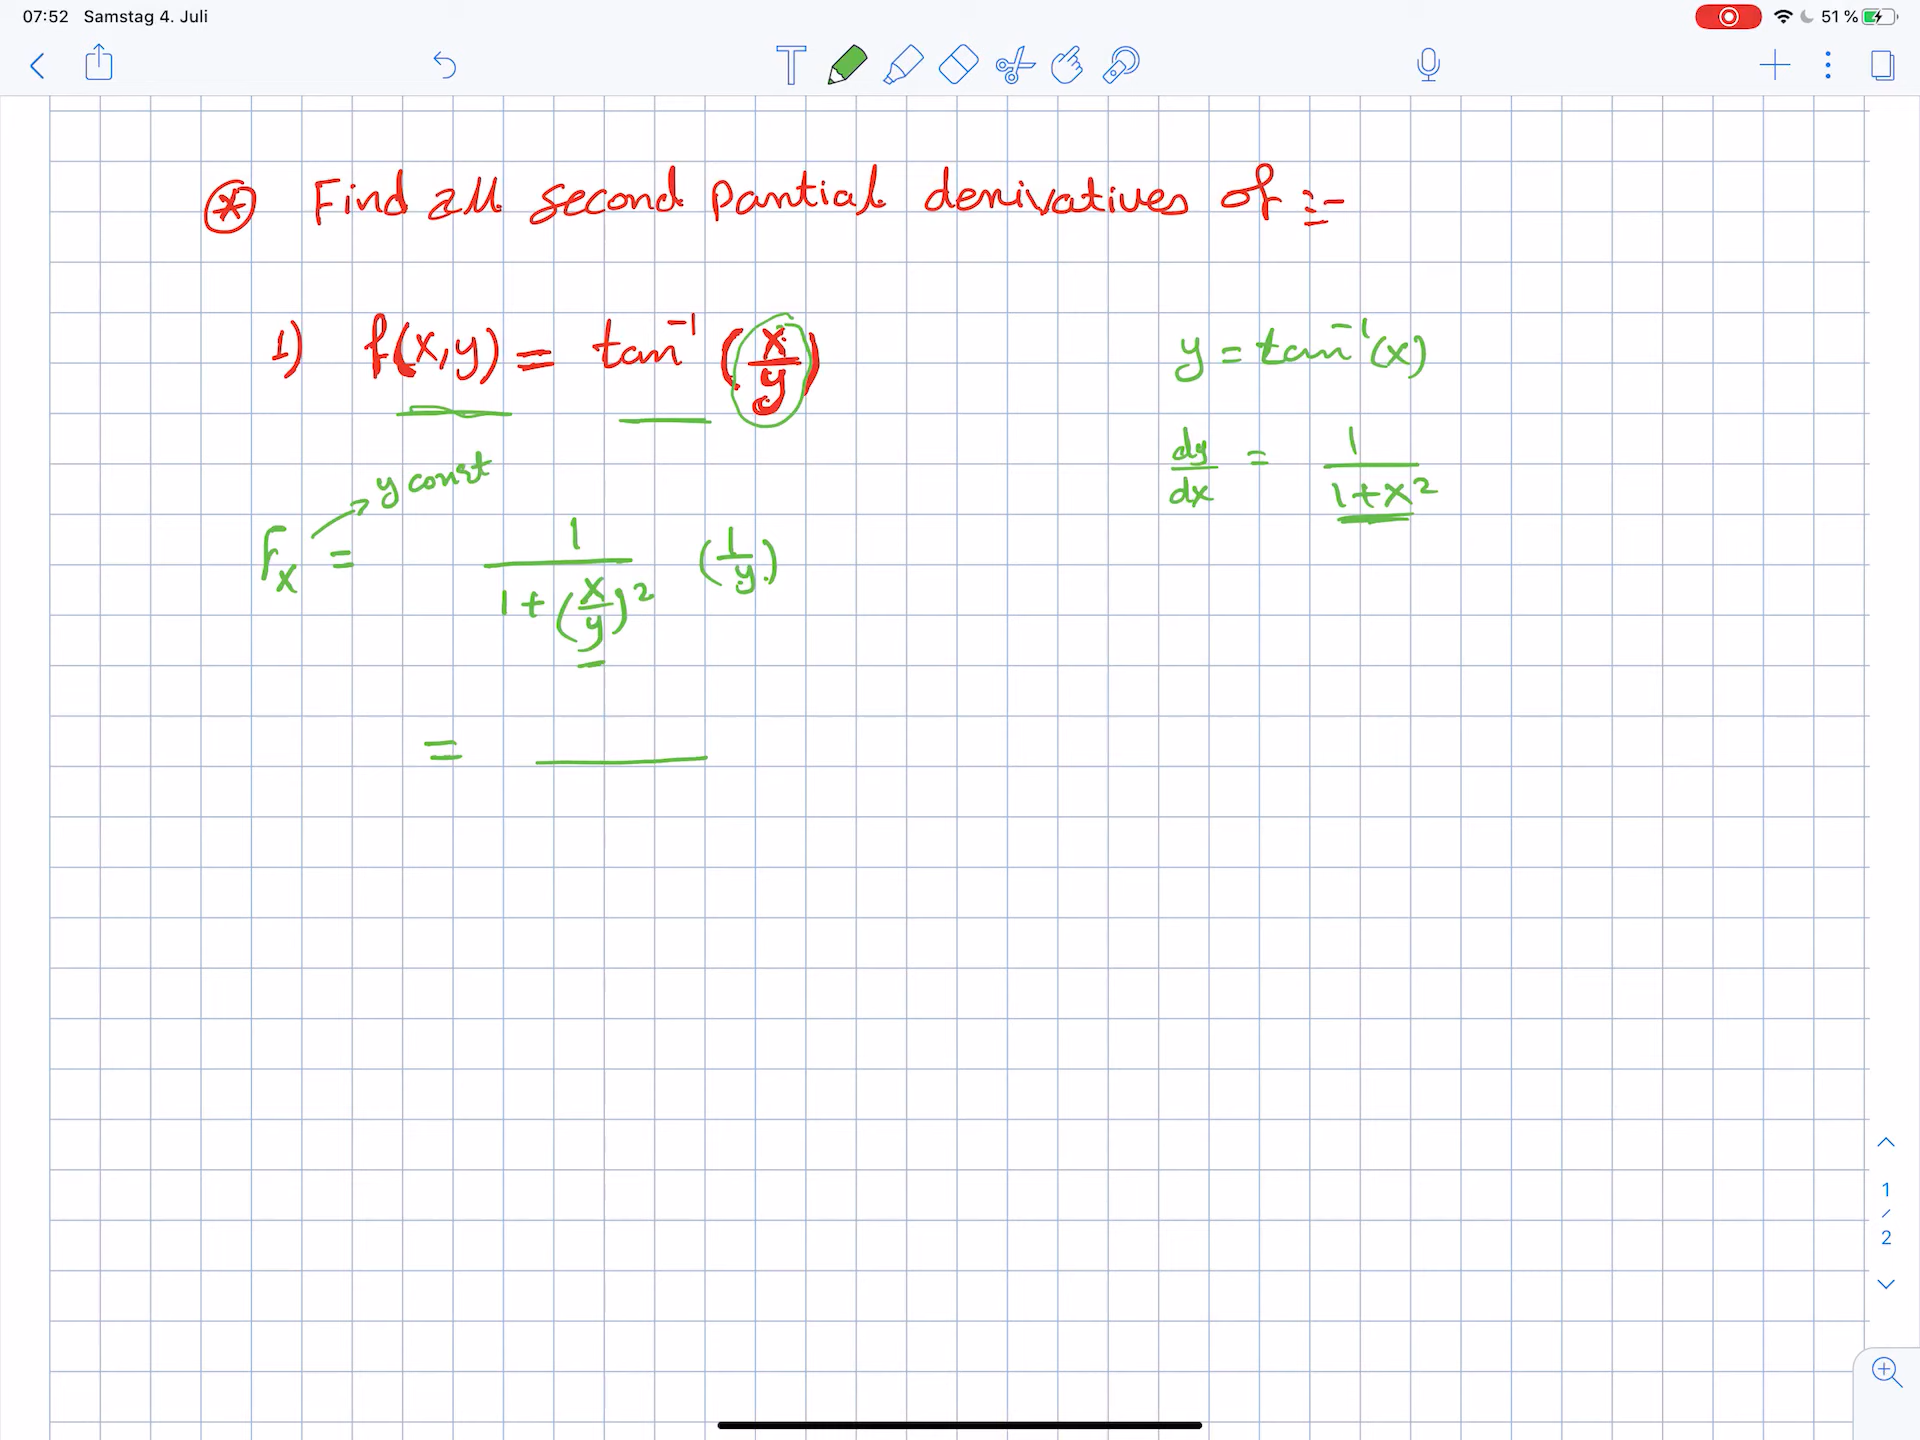 07:52 Samstag 4. Juli 51 %
T
⊛ Find all second partial derivatives of :-
1) f(x,y) = tan⁻¹ (x/y)
y = tan⁻¹(x)
dy/dx = 1/(1+x²)
y const
fx = 1/(1+(x/y)²) (1/y)
=
1
/
2